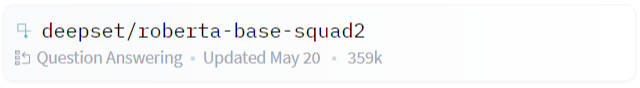 deepset/roberta-base-squad2
Question Answering • Updated May 20 • 359k